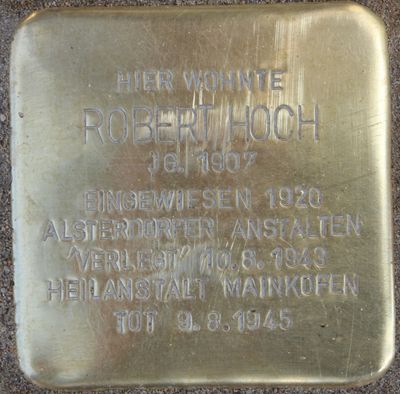 HIER WOHNTE
ROBERT HOCH
JG. 1907
EINGEWIESEN 1920
ALSTERDORFER ANSTALTEN
'VERLEGT' 10.8.1943
HEILANSTALT MAINKOFEN
TOT 9.8.1945